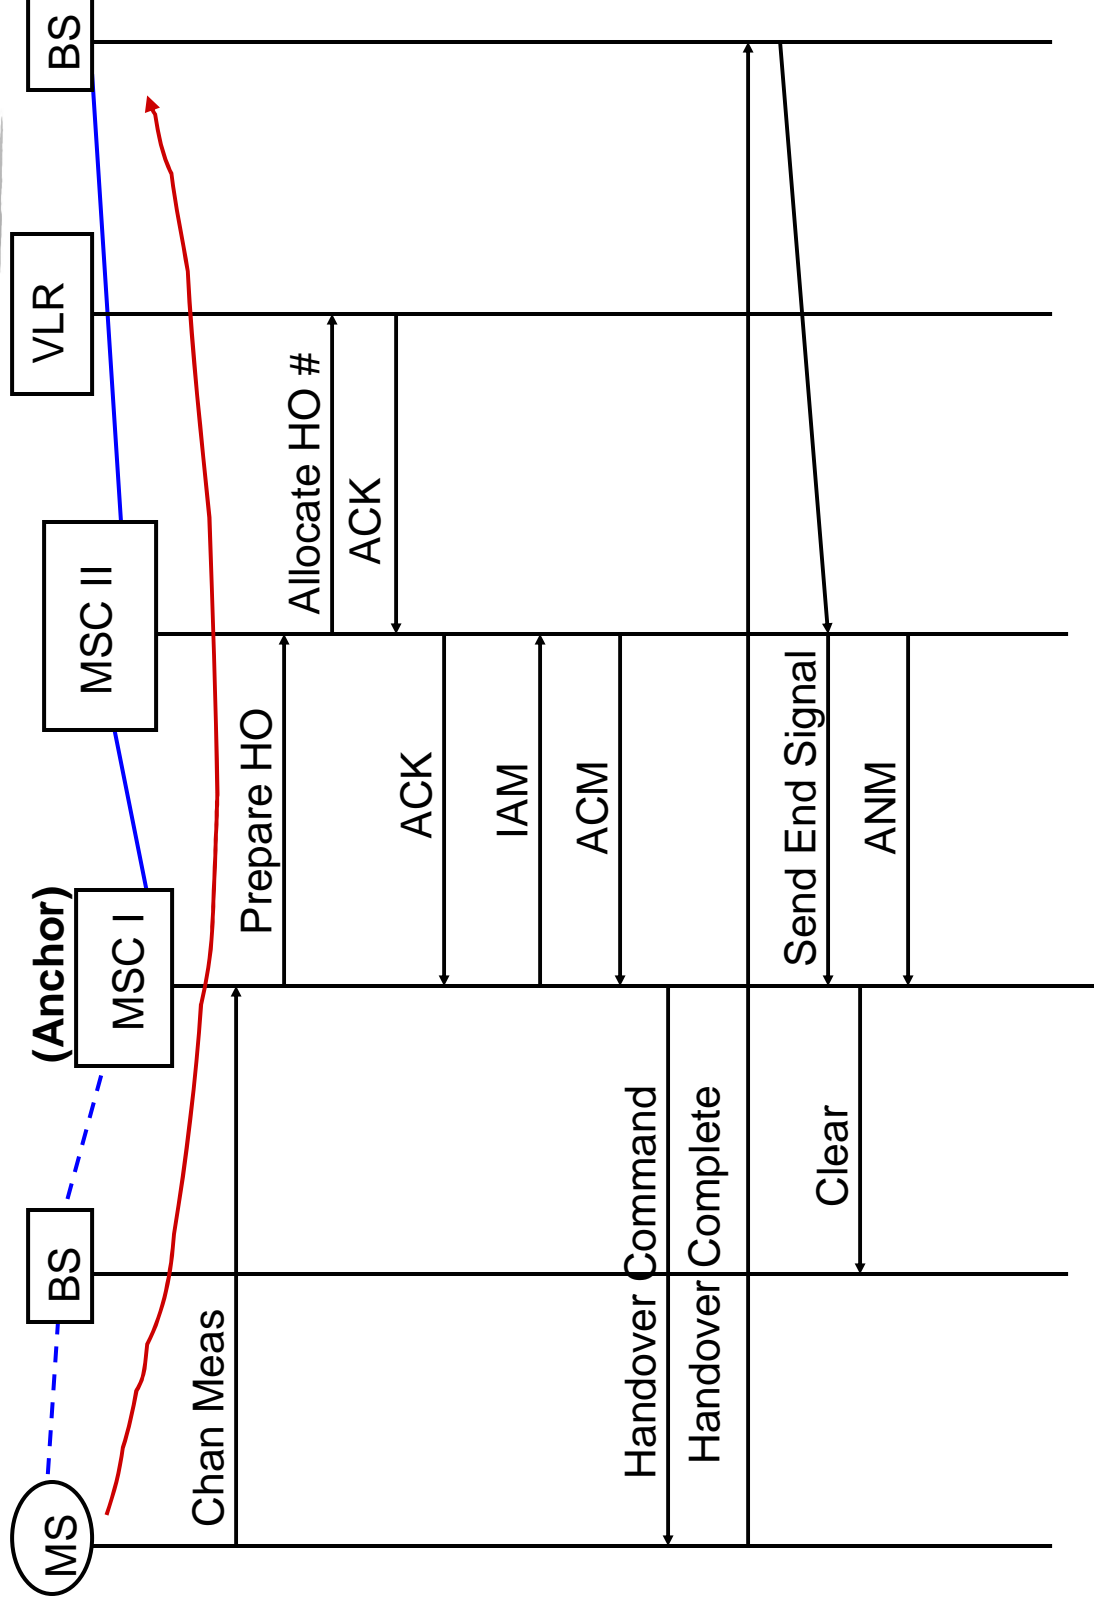 MS
BS
(Anchor)
MSC I
MSC II
VLR
BS
Chan Meas
Prepare HO
Allocate HO #
ACK
ACK
IAM
ACM
Handover Command
Handover Complete
Send End Signal
Clear
ANM